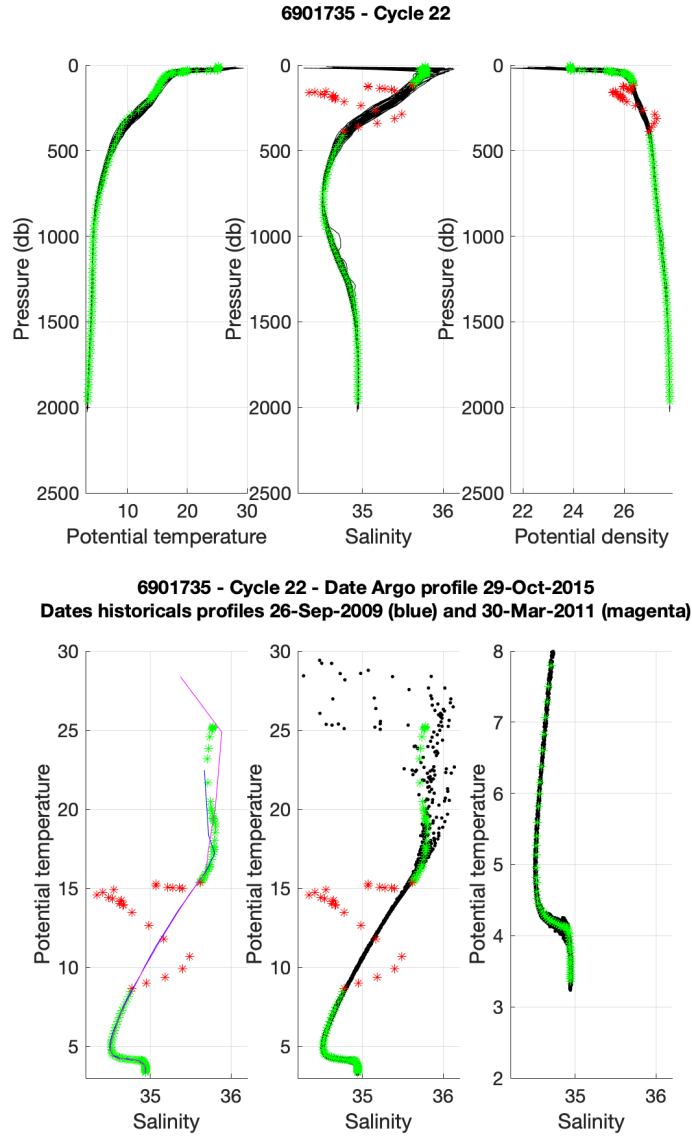 6901735 - Cycle 22
0
500
1000
1500
2000
2500
Pressure (db)
10 20 30
Potential temperature
0
500
1000
1500
2000
2500
Pressure (db)
35 36
Salinity
0
500
1000
1500
2000
2500
Pressure (db)
22 24 26
Potential density
6901735 - Cycle 22 - Date Argo profile 29-Oct-2015
Dates historicals profiles 26-Sep-2009 (blue) and 30-Mar-2011 (magenta)
30
25
20
15
10
5
Potential temperature
35 36
Salinity
30
25
20
15
10
5
Potential temperature
35 36
Salinity
8
7
6
5
4
3
2
Potential temperature
35 36
Salinity